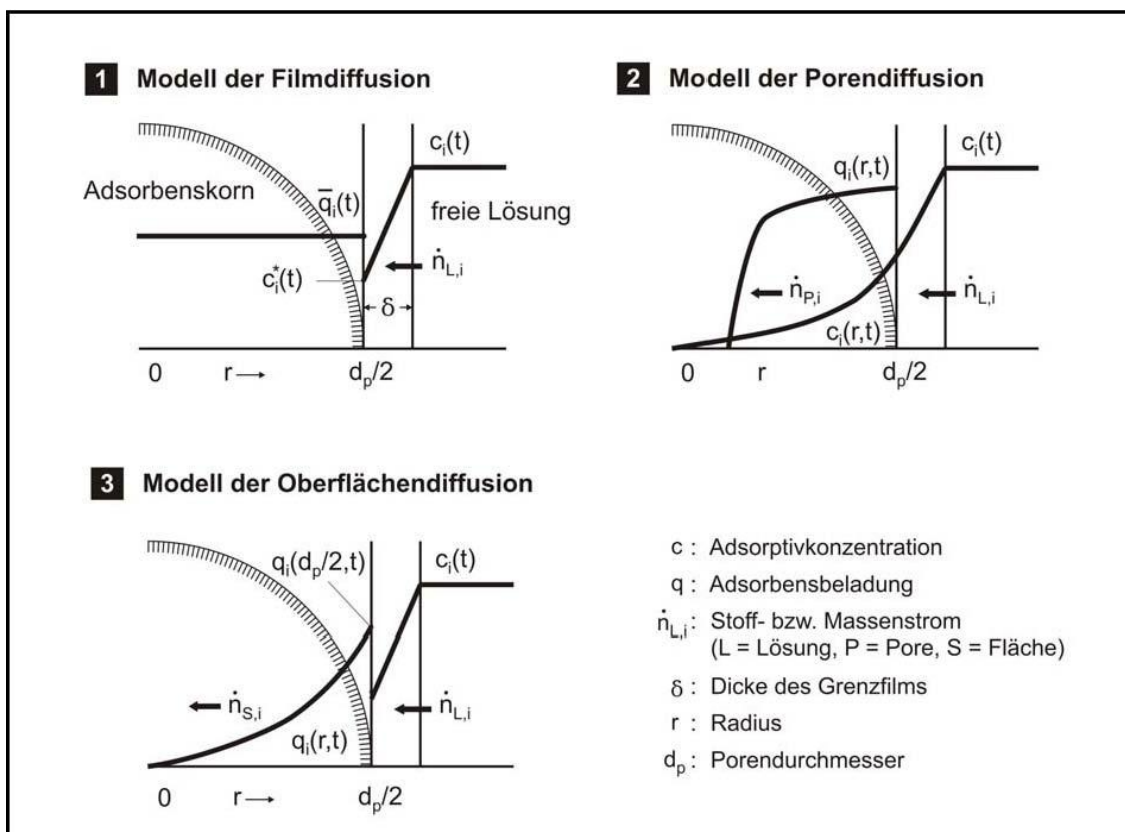 1 Modell der Filmdiffusion
Adsorbenskorn
q̅ᵢ(t)
cᵢ(t)
freie Lösung
cᵢ*(t)
ṅL,i
δ
0 r → dp/2
2 Modell der Porendiffusion
qᵢ(r,t)
cᵢ(t)
ṅP,i
ṅL,i
cᵢ(r,t)
0 r dp/2
3 Modell der Oberflächendiffusion
qᵢ(dp/2,t)
cᵢ(t)
ṅS,i
ṅL,i
qᵢ(r,t)
0 r → dp/2
c : Adsorptivkonzentration
q : Adsorbensbeladung
ṅL,i : Stoff- bzw. Massenstrom
(L = Lösung, P = Pore, S = Fläche)
δ : Dicke des Grenzfilms
r : Radius
dp : Porendurchmesser